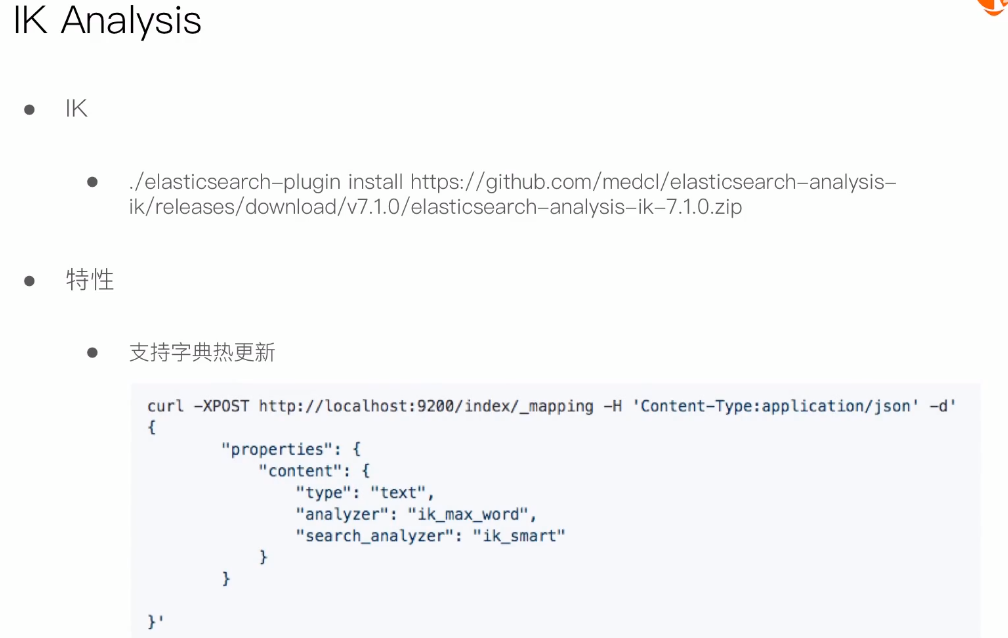 IK Analysis
IK
./elasticsearch-plugin install https://github.com/medcl/elasticsearch-analysis-
ik/releases/download/v7.1.0/elasticsearch-analysis-ik-7.1.0.zip
特性
支持字典热更新
curl -XPOST http://localhost:9200/index/_mapping -H 'Content-Type:application/json' -d'
{
        "properties": {
            "content": {
                "type": "text",
                "analyzer": "ik_max_word",
                "search_analyzer": "ik_smart"
            }
        }
}'